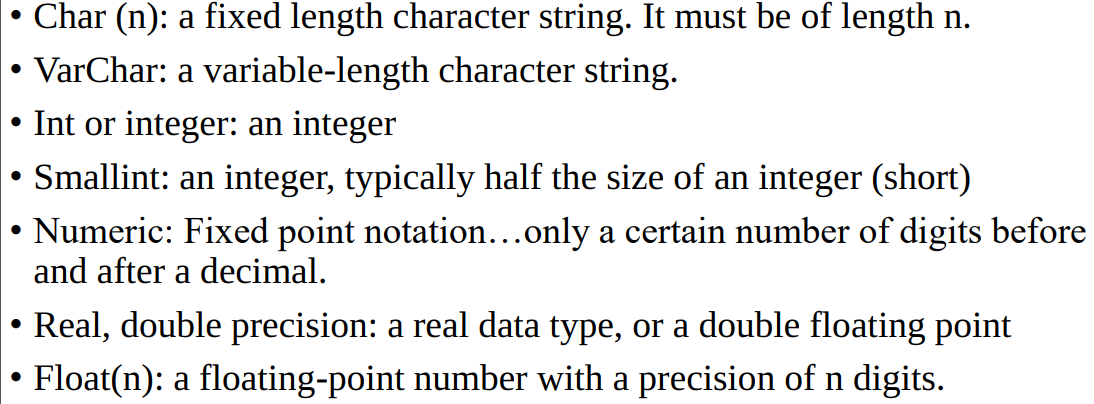 • Char (n): a fixed length character string. It must be of length n.
• VarChar: a variable-length character string.
• Int or integer: an integer
• Smallint: an integer, typically half the size of an integer (short)
• Numeric: Fixed point notation…only a certain number of digits before
and after a decimal.
• Real, double precision: a real data type, or a double floating point
• Float(n): a floating-point number with a precision of n digits.